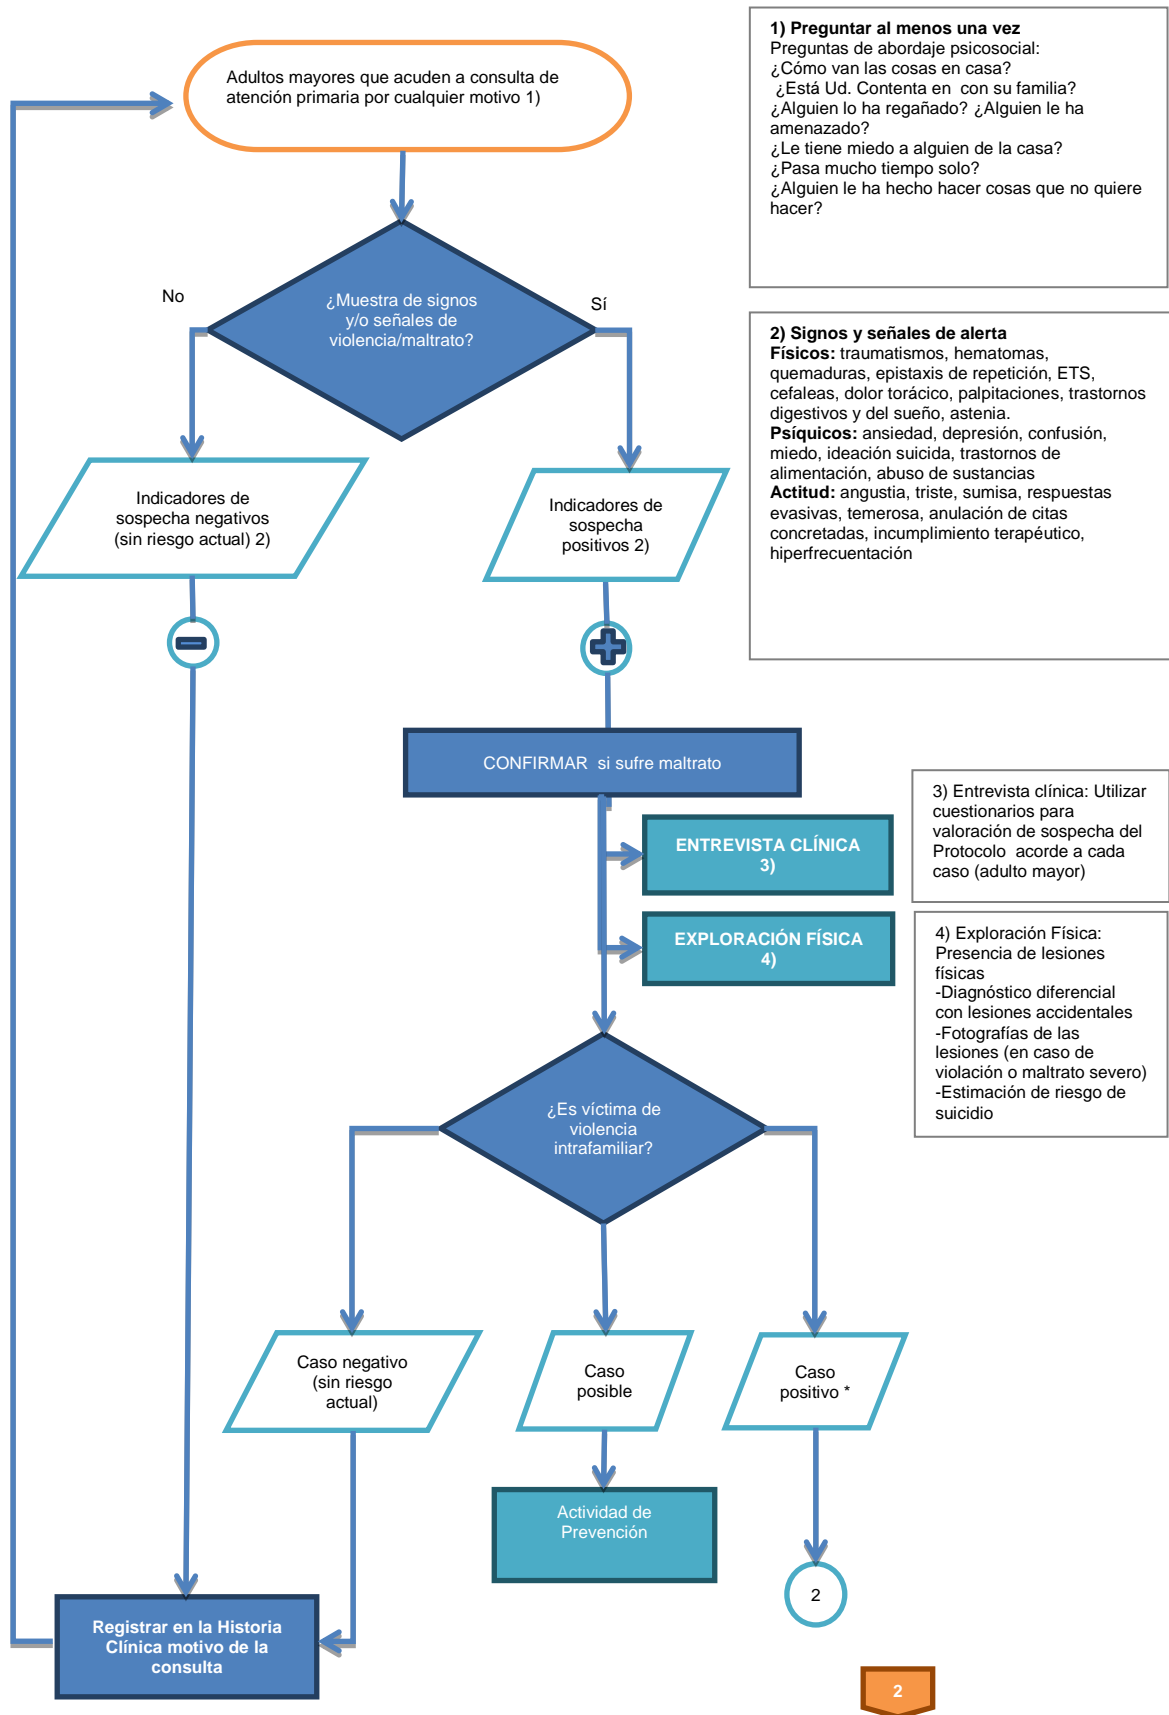 Adultos mayores que acuden a consulta de
atención primaria por cualquier motivo 1)
1) Preguntar al menos una vez
Preguntas de abordaje psicosocial:
¿Cómo van las cosas en casa?
¿Está Ud. Contenta en  con su familia?
¿Alguien lo ha regañado? ¿Alguien le ha
amenazado?
¿Le tiene miedo a alguien de la casa?
¿Pasa mucho tiempo solo?
¿Alguien le ha hecho hacer cosas que no quiere
hacer?
No
¿Muestra de signos
y/o señales de
violencia/maltrato?
Sí
2) Signos y señales de alerta
Físicos: traumatismos, hematomas,
quemaduras, epistaxis de repetición, ETS,
cefaleas, dolor torácico, palpitaciones, trastornos
digestivos y del sueño, astenia.
Psíquicos: ansiedad, depresión, confusión,
miedo, ideación suicida, trastornos de
alimentación, abuso de sustancias
Actitud: angustia, triste, sumisa, respuestas
evasivas, temerosa, anulación de citas
concretadas, incumplimiento terapéutico,
hiperfrecuentación
Indicadores de
sospecha negativos
(sin riesgo actual) 2)
Indicadores de
sospecha
positivos 2)
CONFIRMAR  si sufre maltrato
ENTREVISTA CLÍNICA
3)
3) Entrevista clínica: Utilizar
cuestionarios para
valoración de sospecha del
Protocolo  acorde a cada
caso (adulto mayor)
EXPLORACIÓN FÍSICA
4)
4) Exploración Física:
Presencia de lesiones
físicas
-Diagnóstico diferencial
con lesiones accidentales
-Fotografías de las
lesiones (en caso de
violación o maltrato severo)
-Estimación de riesgo de
suicidio
¿Es víctima de
violencia
intrafamiliar?
Caso negativo
(sin riesgo
actual)
Caso
posible
Caso
positivo *
Actividad de
Prevención
2
Registrar en la Historia
Clínica motivo de la
consulta
2